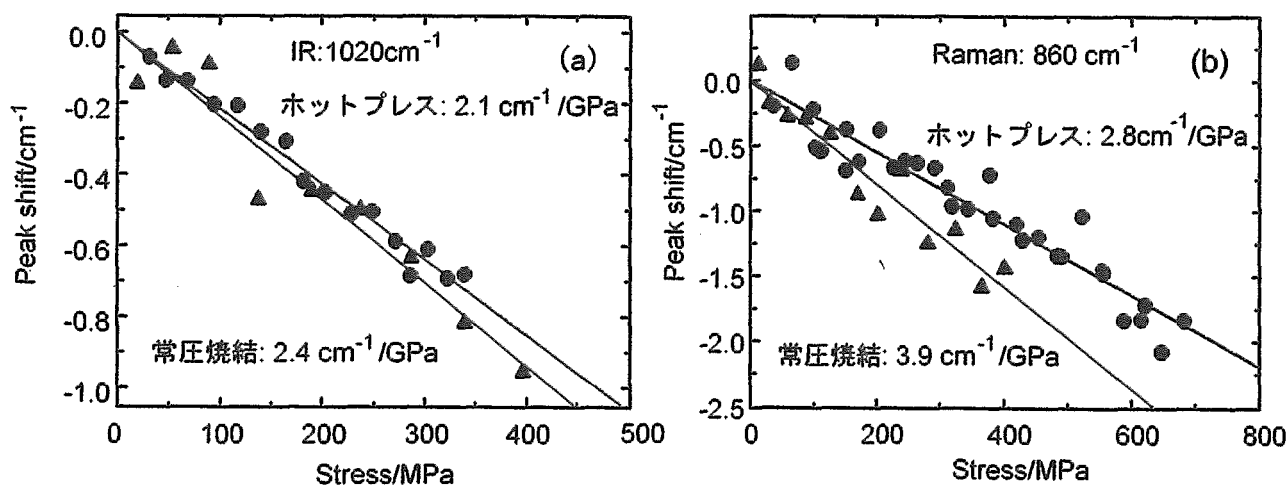 IR:1020cm⁻¹
(a)
ホットプレス: 2.1 cm⁻¹/GPa
常圧焼結: 2.4 cm⁻¹/GPa
Peak shift/cm⁻¹
0.0
-0.2
-0.4
-0.6
-0.8
-1.0
0 100 200 300 400 500
Stress/MPa
Raman: 860 cm⁻¹
(b)
ホットプレス: 2.8cm⁻¹/GPa
常圧焼結: 3.9 cm⁻¹/GPa
Peak shift/cm⁻¹
0.0
-0.5
-1.0
-1.5
-2.0
-2.5
0 200 400 600 800
Stress/MPa